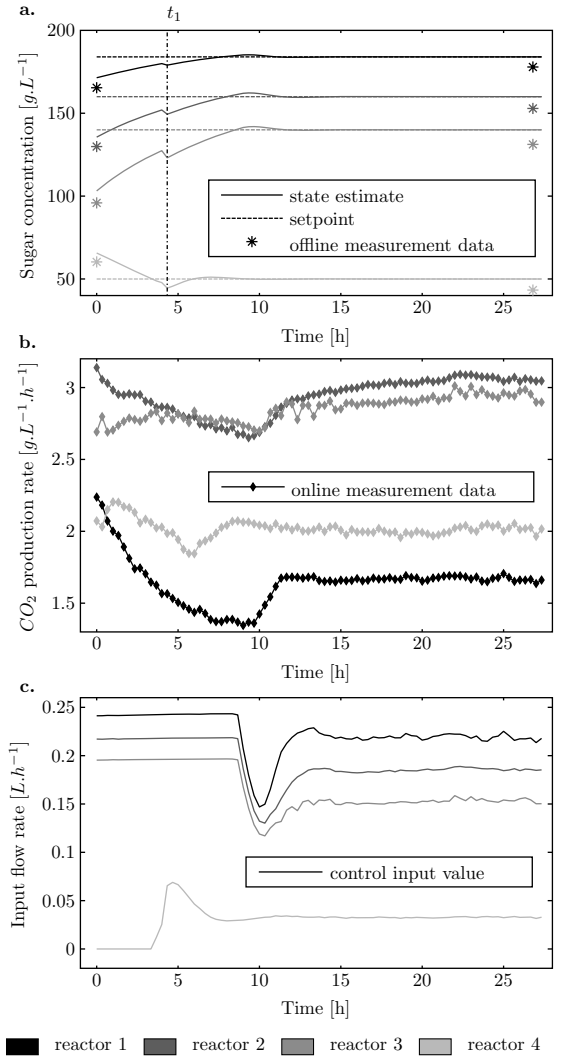 a.
t₁
Sugar concentration [g.L⁻¹]
200
150
100
50
state estimate
setpoint
offline measurement data
0 5 10 15 20 25
Time [h]
b.
CO₂ production rate [g.L⁻¹.h⁻¹]
3
2.5
2
1.5
online measurement data
0 5 10 15 20 25
Time [h]
c.
Input flow rate [L.h⁻¹]
0.25
0.2
0.15
0.1
0.05
0
control input value
0 5 10 15 20 25
Time [h]
reactor 1 reactor 2 reactor 3 reactor 4